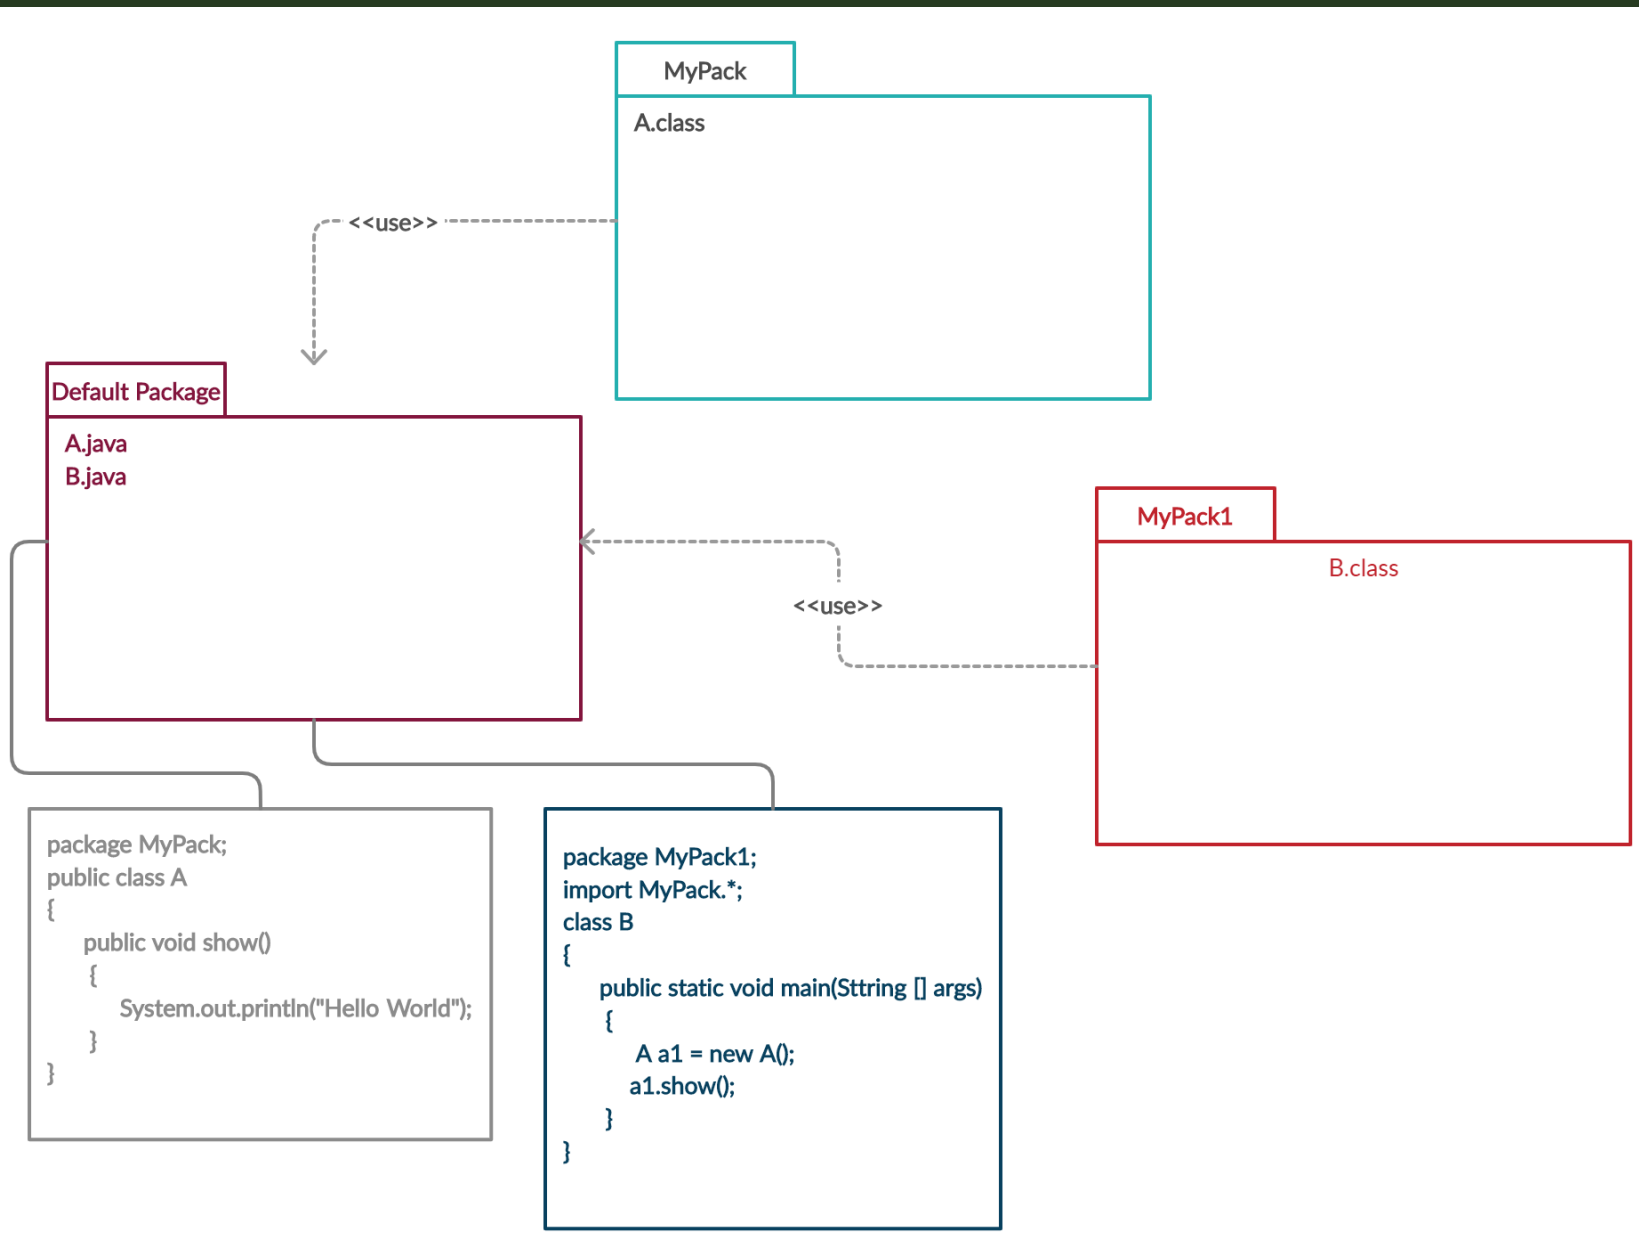 MyPack
A.class
<<use>>
Default Package
A.java
B.java
MyPack1
B.class
<<use>>
package MyPack;
public class A
{
public void show()
{
System.out.println("Hello World");
}
}
package MyPack1;
import MyPack.*;
class B
{
public static void main(Sttring [] args)
{
A a1 = new A();
a1.show();
}
}